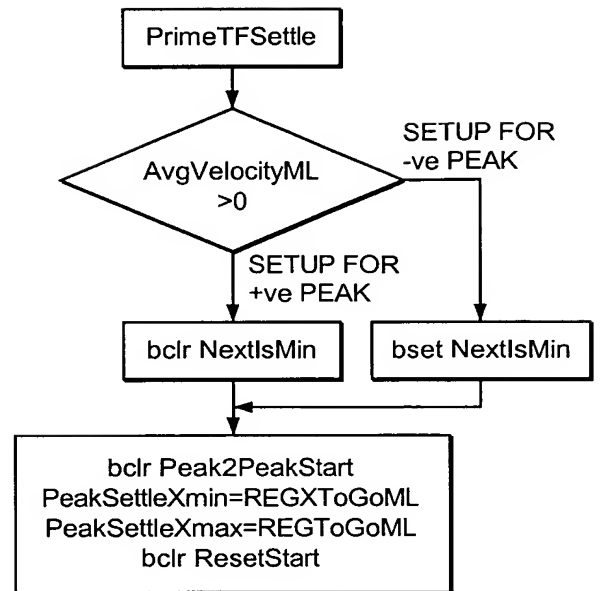 PrimeTFSettle
AvgVelocityML
>0
SETUP FOR
-ve PEAK
SETUP FOR
+ve PEAK
bclr NextIsMin
bset NextIsMin
bclr Peak2PeakStart
PeakSettleXmin=REGXToGoML
PeakSettleXmax=REGToGoML
bclr ResetStart